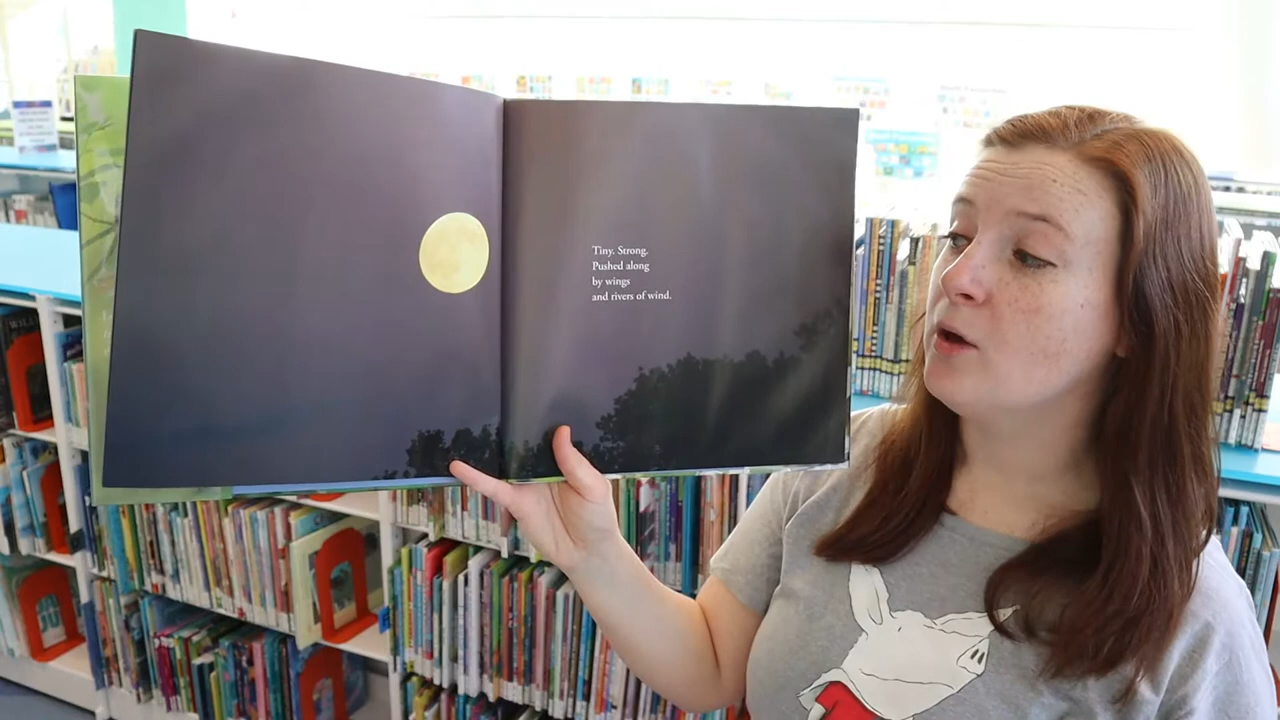 Tiny. Strong.
Pushed along
by wings
and rivers of wind.